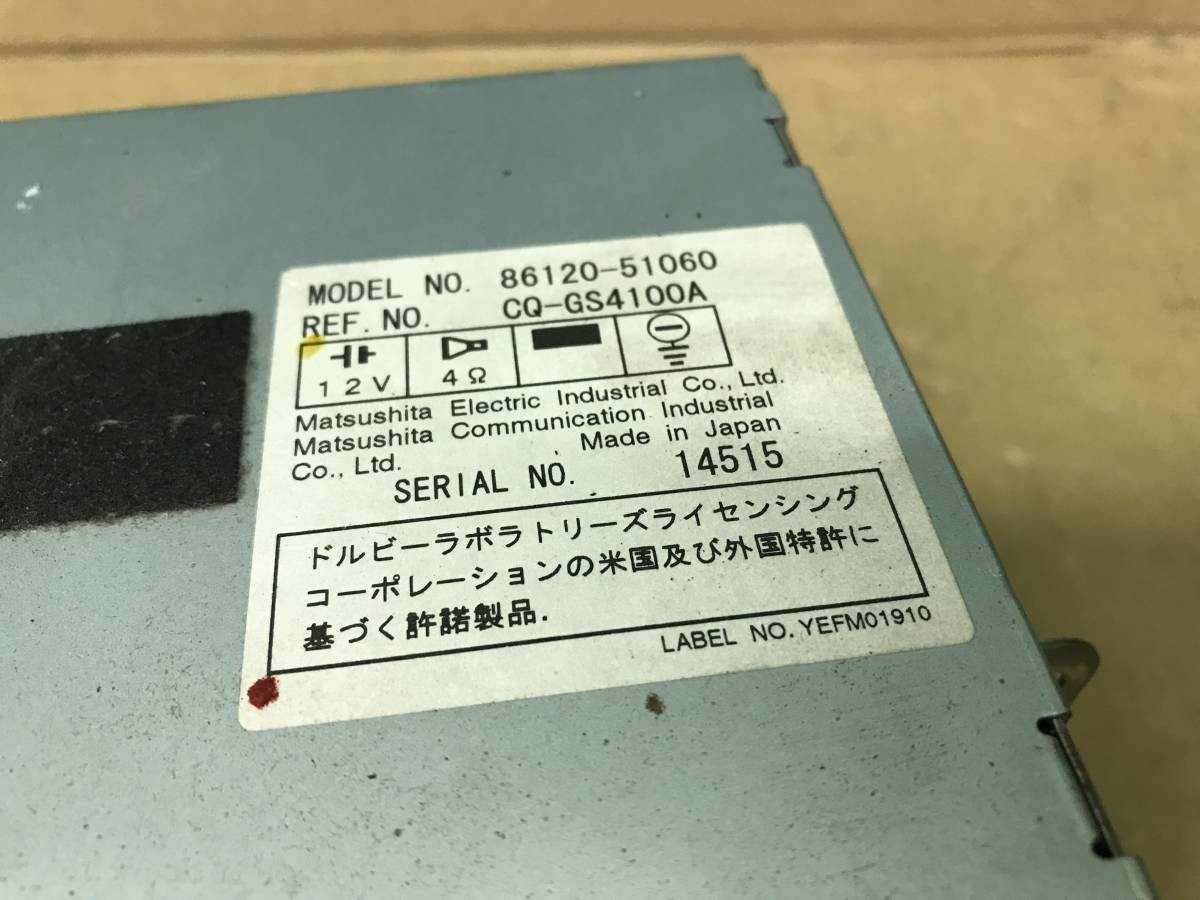 MODEL NO. 86120-51060
REF. NO. CQ-GS4100A
12V 4Ω
Matsushita Electric Industrial Co., Ltd.
Matsushita Communication Industrial
Co., Ltd. Made in Japan
SERIAL NO. 14515
ドルビーラボラトリーズライセンシング
コーポレーションの米国及び外国特許に
基づく許諾製品.
LABEL NO. YEFM01910